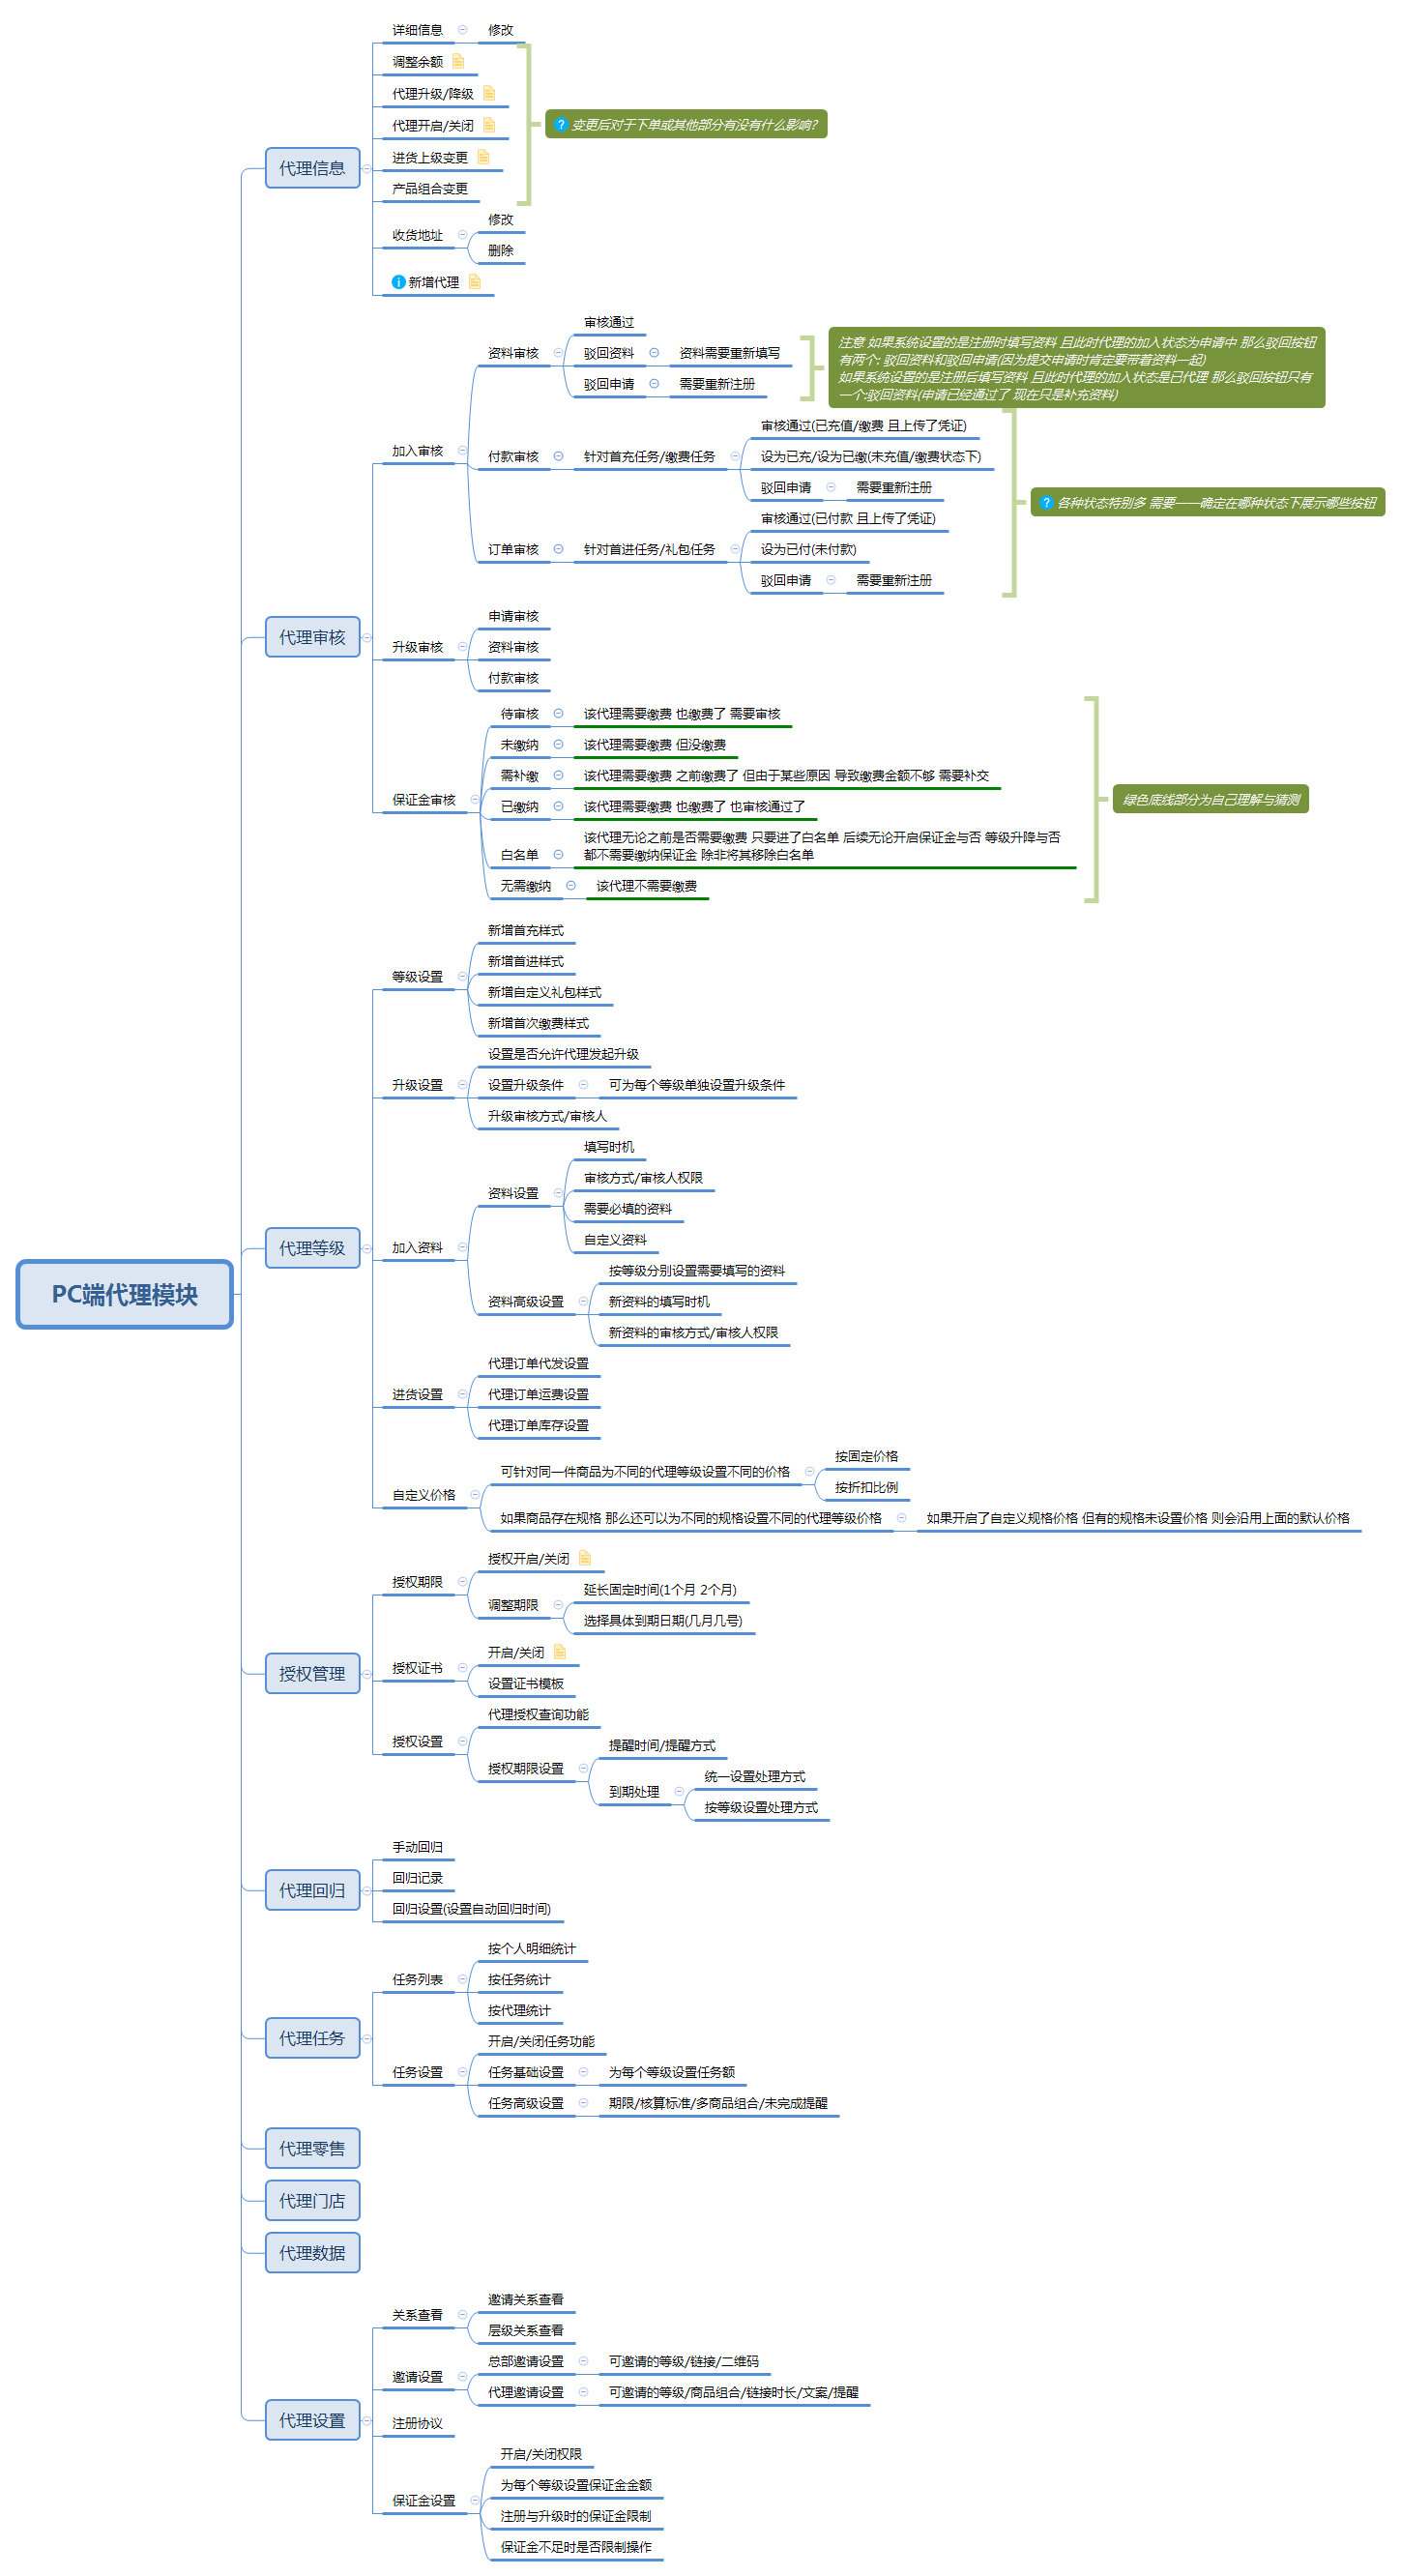 PC端代理模块
代理信息
详细信息
修改
调整余额
代理升级/降级
代理开启/关闭
进货上级变更
产品组合变更
变更后对于下单或其他部分有没有什么影响?
收货地址
修改
删除
新增代理
代理审核
加入审核
资料审核
审核通过
驳回资料
资料需要重新填写
驳回申请
需要重新注册
注意 如果系统设置的是注册时填写资料 且此时代理的加入状态为申请中 那么驳回按钮
有两个: 驳回资料和驳回申请(因为提交申请时肯定要带着资料一起)
如果系统设置的是注册后填写资料 且此时代理的加入状态是已代理 那么驳回按钮只有
一个:驳回资料(申请已经通过了 现在只是补充资料)
付款审核
针对首充任务/缴费任务
审核通过(已充值/缴费 且上传了凭证)
设为已充/设为已缴(未充值/缴费状态下)
驳回申请
需要重新注册
订单审核
针对首进任务/礼包任务
审核通过(已付款 且上传了凭证)
设为已付(未付款)
驳回申请
需要重新注册
各种状态特别多 需要一一确定在哪种状态下展示哪些按钮
升级审核
申请审核
资料审核
付款审核
保证金审核
待审核
该代理需要缴费 也缴费了 需要审核
未缴纳
该代理需要缴费 但没缴费
需补缴
该代理需要缴费 之前缴费了 但由于某些原因 导致缴费金额不够 需要补交
已缴纳
该代理需要缴费 也缴费了 也审核通过了
白名单
该代理无论之前是否需要缴费 只要进了白名单 后续无论开启保证金与否 等级升降与否
都不需要缴纳保证金 除非将其移除白名单
无需缴纳
该代理不需要缴费
绿色底线部分为自己理解与猜测
代理等级
等级设置
新增首充样式
新增首进样式
新增自定义礼包样式
新增首次缴费样式
升级设置
设置是否允许代理发起升级
设置升级条件
可为每个等级单独设置升级条件
升级审核方式/审核人
加入资料
资料设置
填写时机
审核方式/审核人权限
需要必填的资料
自定义资料
资料高级设置
按等级分别设置需要填写的资料
新资料的填写时机
新资料的审核方式/审核人权限
进货设置
代理订单代发设置
代理订单运费设置
代理订单库存设置
自定义价格
可针对同一件商品为不同的代理等级设置不同的价格
按固定价格
按折扣比例
如果商品存在规格 那么还可以为不同的规格设置不同的代理等级价格
如果开启了自定义规格价格 但有的规格未设置价格 则会沿用上面的默认价格
授权管理
授权期限
授权开启/关闭
调整期限
延长固定时间(1个月 2个月)
选择具体到期日期(几月几号)
授权证书
开启/关闭
设置证书模板
授权设置
代理授权查询功能
授权期限设置
提醒时间/提醒方式
到期处理
统一设置处理方式
按等级设置处理方式
代理回归
手动回归
回归记录
回归设置(设置自动回归时间)
代理任务
任务列表
按个人明细统计
按任务统计
按代理统计
任务设置
开启/关闭任务功能
任务基础设置
为每个等级设置任务额
任务高级设置
期限/核算标准/多商品组合/未完成提醒
代理零售
代理门店
代理数据
代理设置
关系查看
邀请关系查看
层级关系查看
邀请设置
总部邀请设置
可邀请的等级/链接/二维码
代理邀请设置
可邀请的等级/商品组合/链接时长/文案/提醒
注册协议
保证金设置
开启/关闭权限
为每个等级设置保证金金额
注册与升级时的保证金限制
保证金不足时是否限制操作